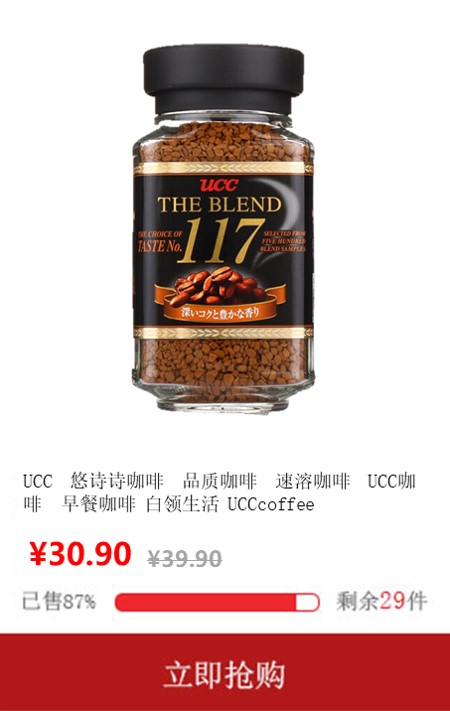 ucc
THE BLEND
THE CHOICE OF
TASTE No.
117
SELECTED FROM
FIVE HUNDRED
BLEND SAMPLES
深いコクと豊かな香り
UCC 悠诗诗咖啡 品质咖啡 速溶咖啡 UCC咖
啡 早餐咖啡 白领生活 UCCcoffee
¥30.90 ¥39.90
已售87% 剩余29件
立即抢购